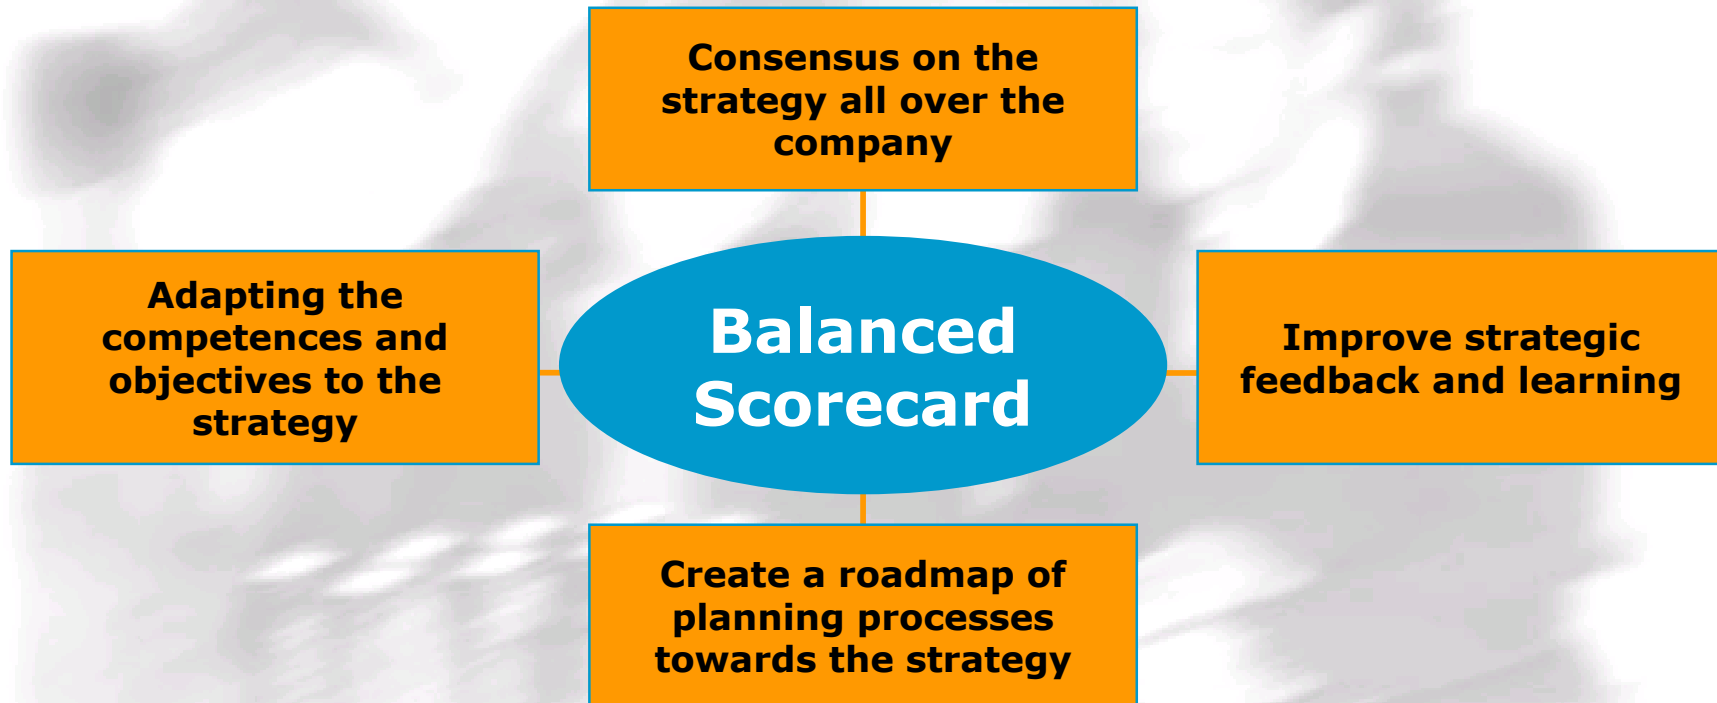 Consensus on the
strategy all over the
company
Adapting the
competences and
objectives to the
strategy
Balanced
Scorecard
Improve strategic
feedback and learning
Create a roadmap of
planning processes
towards the strategy